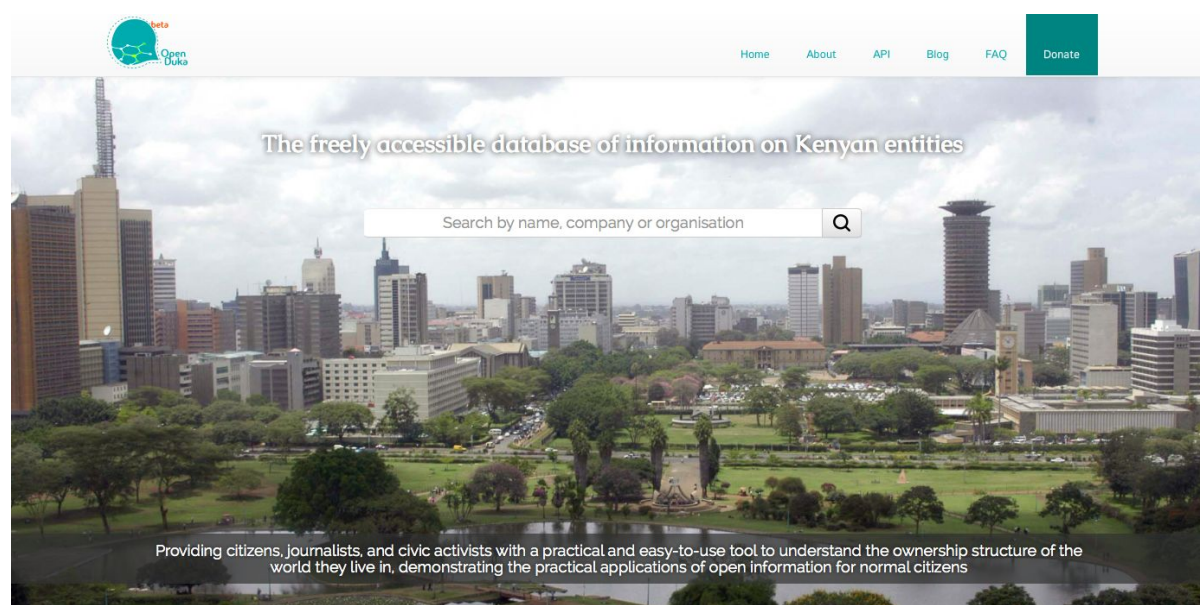 beta
Open
Duka
Home About API Blog FAQ Donate
The freely accessible database of information on Kenyan entities
Search by name, company or organisation
Providing citizens, journalists, and civic activists with a practical and easy-to-use tool to understand the ownership structure of the
world they live in, demonstrating the practical applications of open information for normal citizens